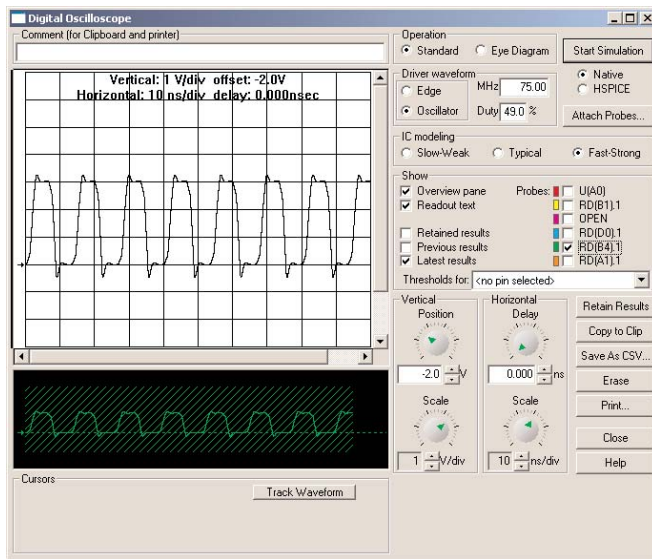 Digital Oscilloscope
Comment (for Clipboard and printer)
Vertical: 1 V/div offset: -2.0V
Horizontal: 10 ns/div delay: 0.000nsec
Cursors
Track Waveform
Operation
Standard Eye Diagram
Start Simulation
Driver waveform
Edge
Oscillator
MHz 75.00
Duty 49.0 %
Native
HSPICE
Attach Probes...
IC modeling
Slow-Weak Typical Fast-Strong
Show
Overview pane
Readout text
Retained results
Previous results
Latest results
Probes:
U(A0)
RD(B1).1
OPEN
RD(D0).1
RD(B4).1
RD(A1).1
Thresholds for: <no pin selected>
Vertical
Position
-2.0 V
Scale
1 V/div
Horizontal
Delay
0.000 ns
Scale
10 ns/div
Retain Results
Copy to Clip
Save As CSV...
Erase
Print...
Close
Help